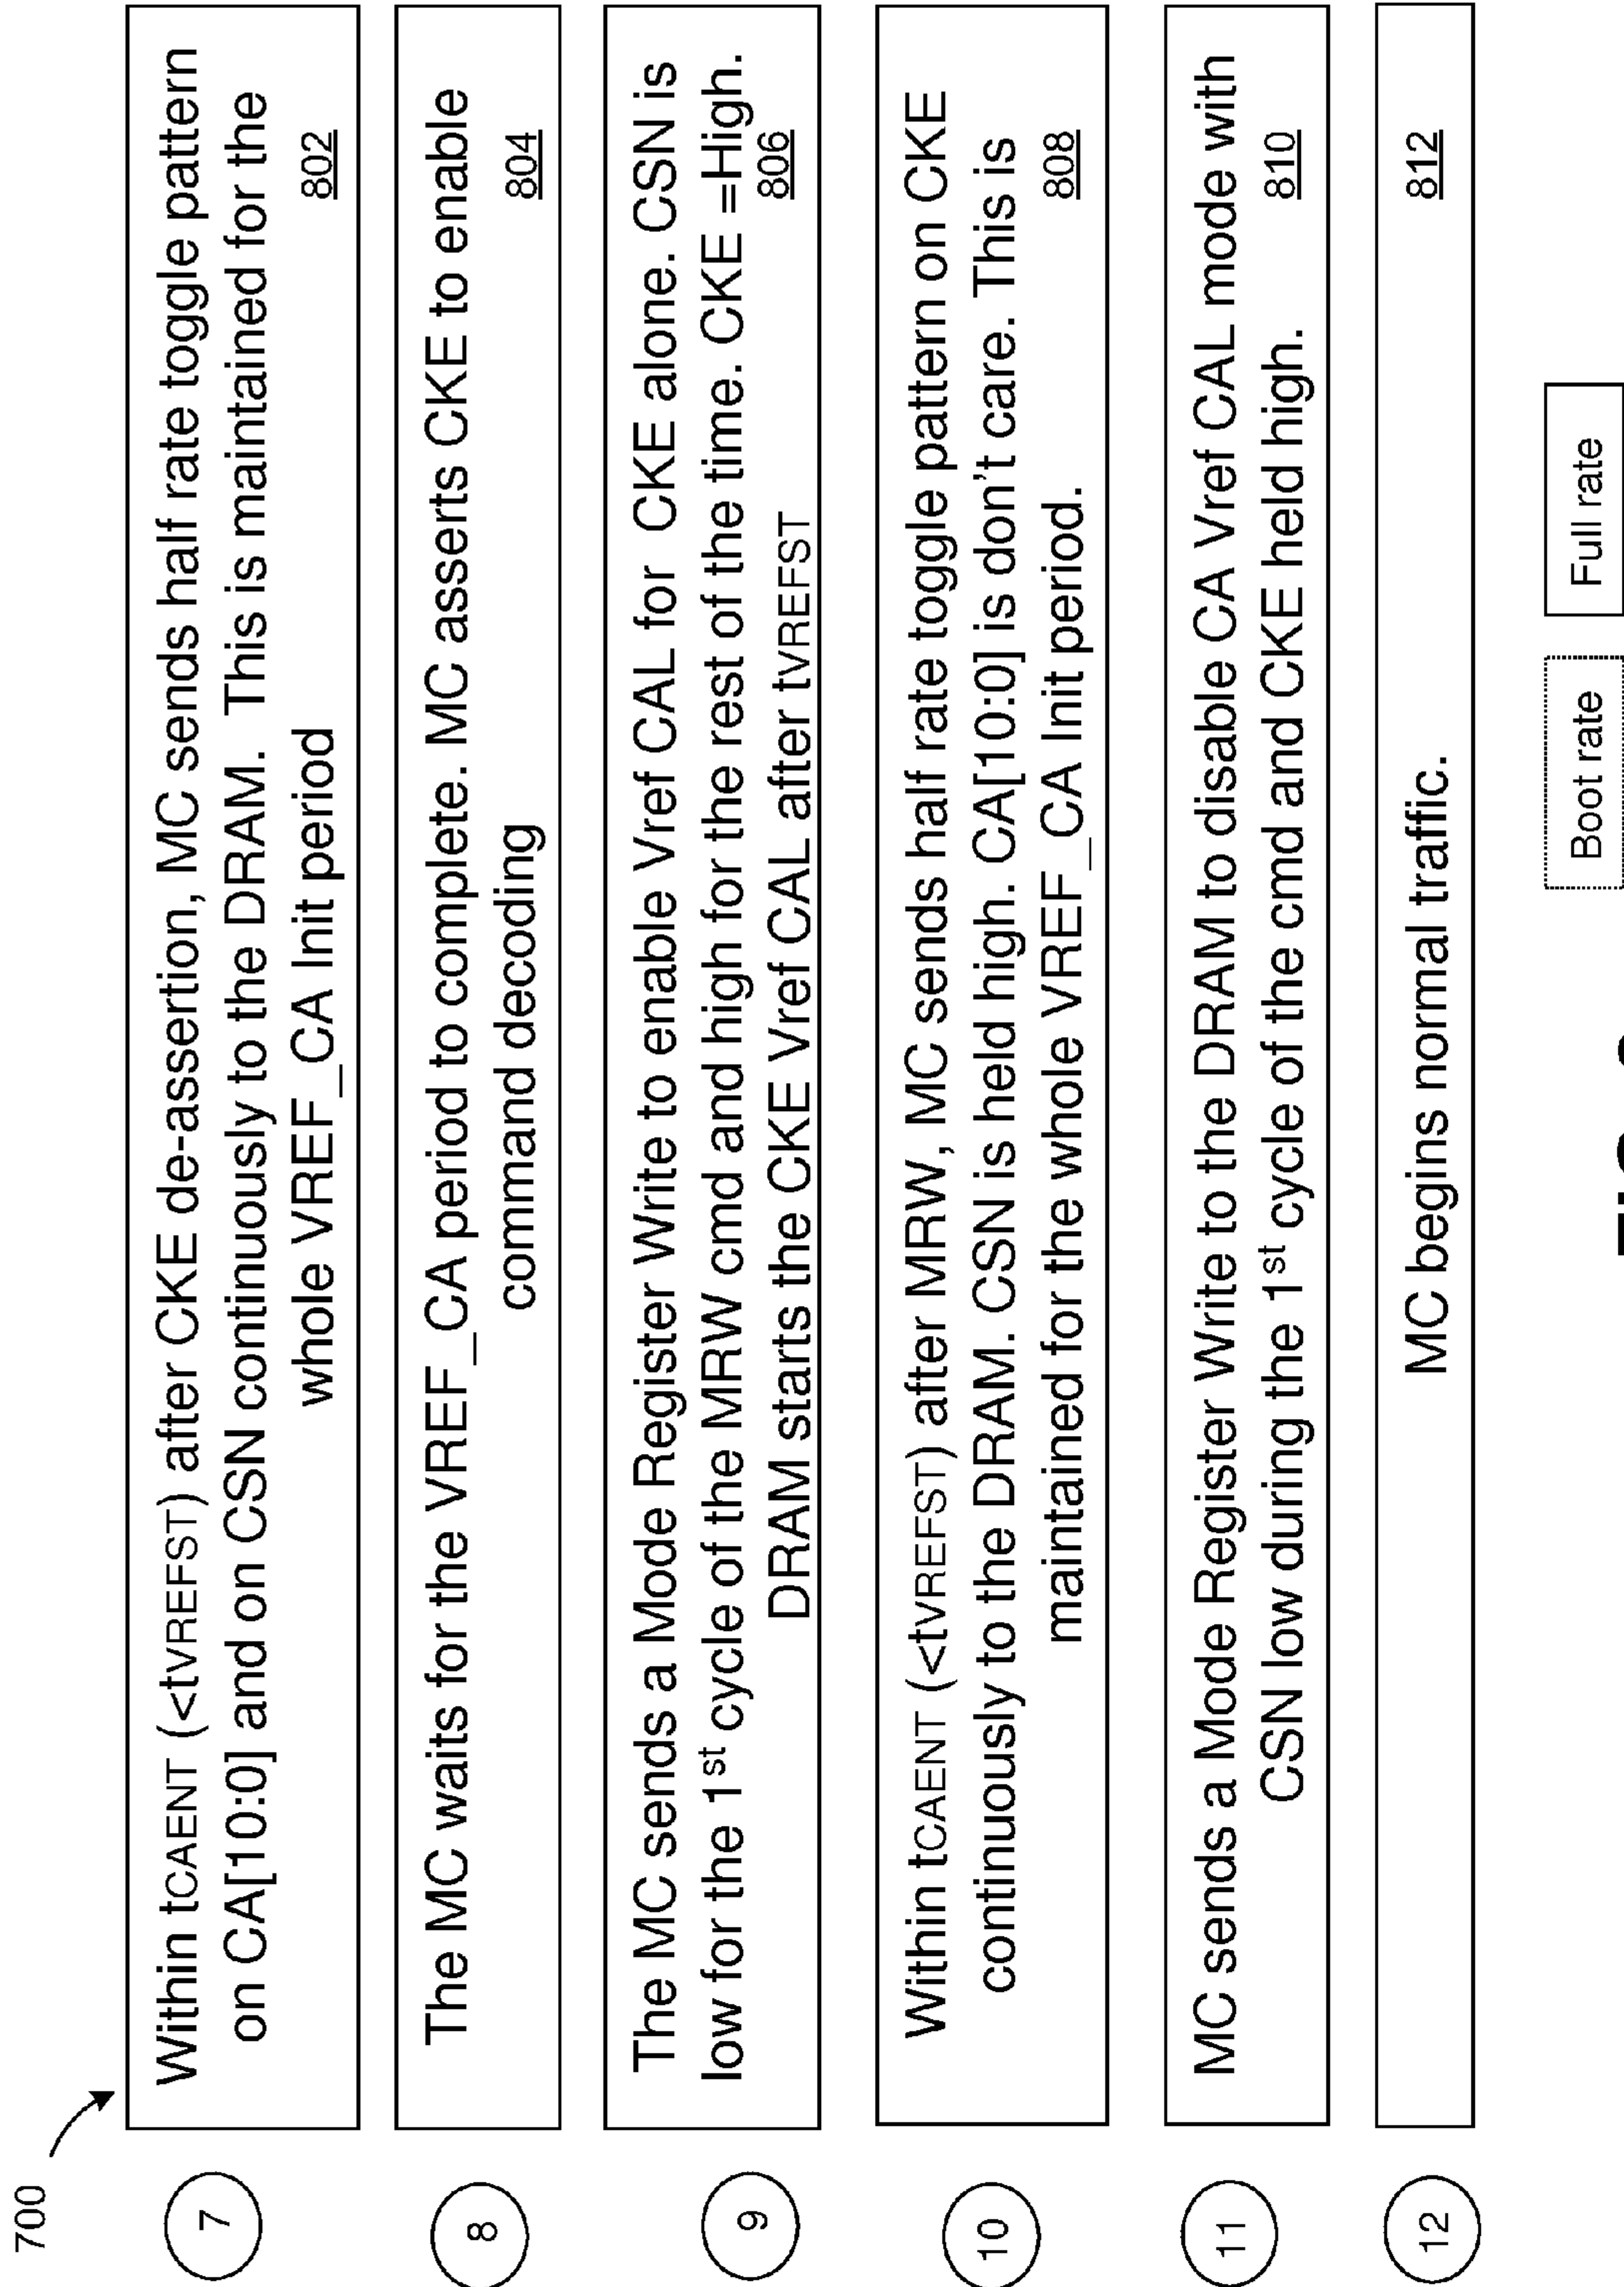 700
7
Within tCAENT (<tVREFST) after CKE de-assertion, MC sends half rate toggle pattern
on CA[10:0] and on CSN continuously to the DRAM. This is maintained for the
whole VREF_CA Init period
802
8
The MC waits for the VREF_CA period to complete. MC asserts CKE to enable
command decoding
804
9
The MC sends a Mode Register Write to enable Vref CAL for CKE alone. CSN is
low for the 1st cycle of the MRW cmd and high for the rest of the time. CKE =High.
DRAM starts the CKE Vref CAL after tVREFST
806
10
Within tCAENT (<tVREFST) after MRW, MC sends half rate toggle pattern on CKE
continuously to the DRAM. CSN is held high. CA[10:0] is don't care. This is
maintained for the whole VREF_CA Init period.
808
11
MC sends a Mode Register Write to the DRAM to disable CA Vref CAL mode with
CSN low during the 1st cycle of the cmd and CKE held high.
810
12
MC begins normal traffic.
812
Boot rate
Full rate